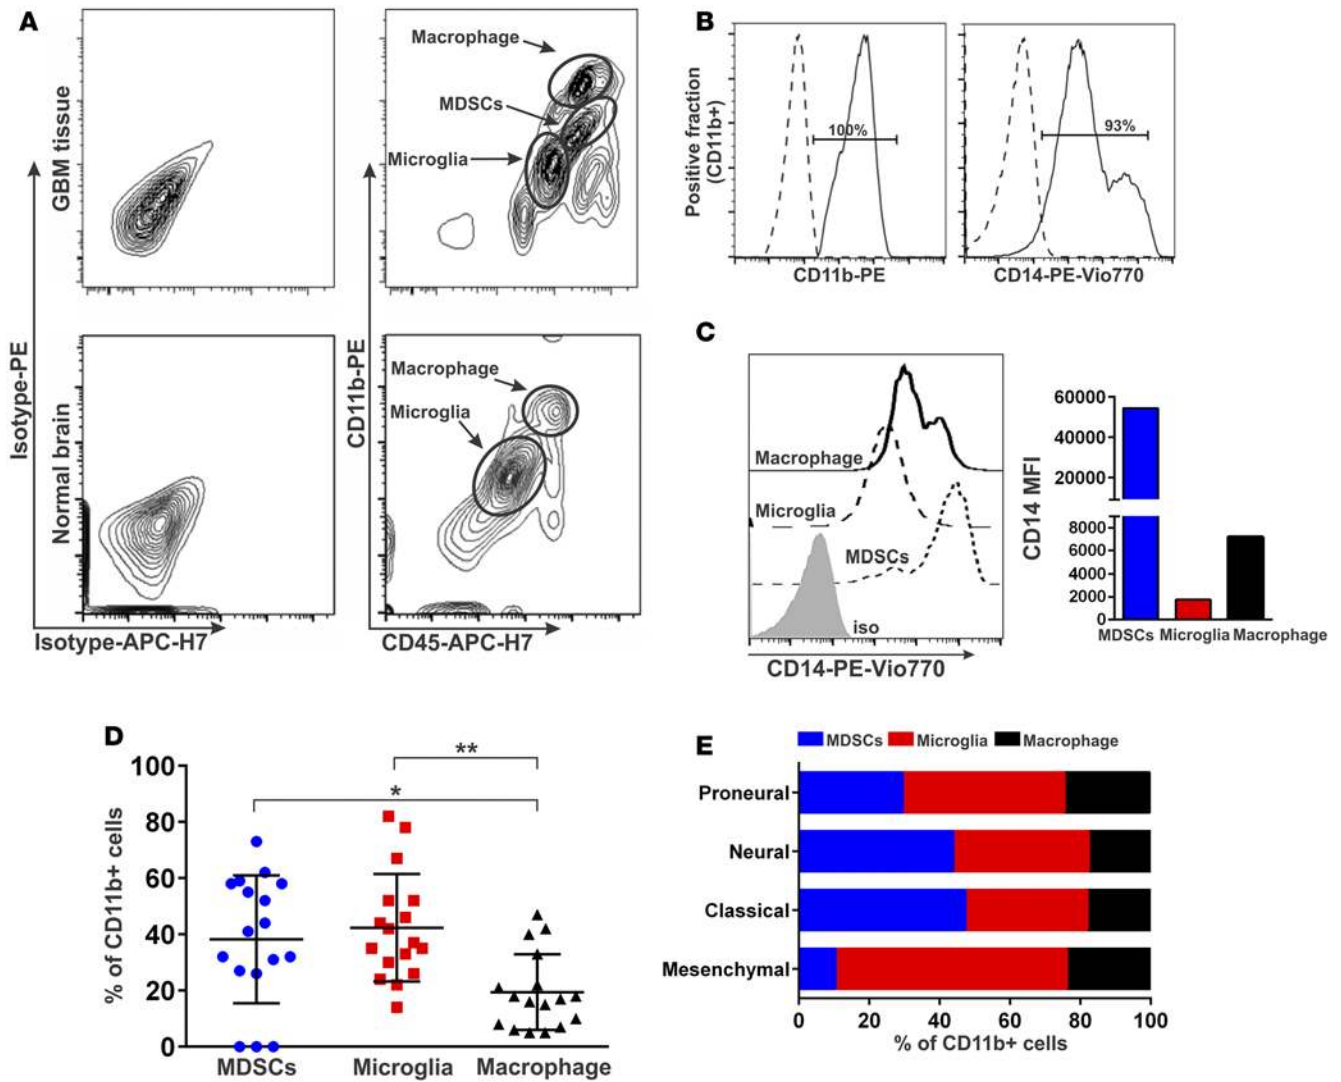 A
GBM tissue
Normal brain
Isotype-PE
Isotype-APC-H7
Macrophage
MDSCs
Microglia
Macrophage
Microglia
CD11b-PE
CD45-APC-H7
B
Positive fraction
(CD11b+)
100%
CD11b-PE
93%
CD14-PE-Vio770
C
Macrophage
Microglia
MDSCs
iso
CD14-PE-Vio770
CD14 MFI
60000
40000
20000
8000
6000
4000
2000
0
MDSCs Microglia Macrophage
D
% of CD11b+ cells
100
80
60
40
20
0
**
*
MDSCs Microglia Macrophage
E
MDSCs Microglia Macrophage
Proneural
Neural
Classical
Mesenchymal
0 20 40 60 80 100
% of CD11b+ cells